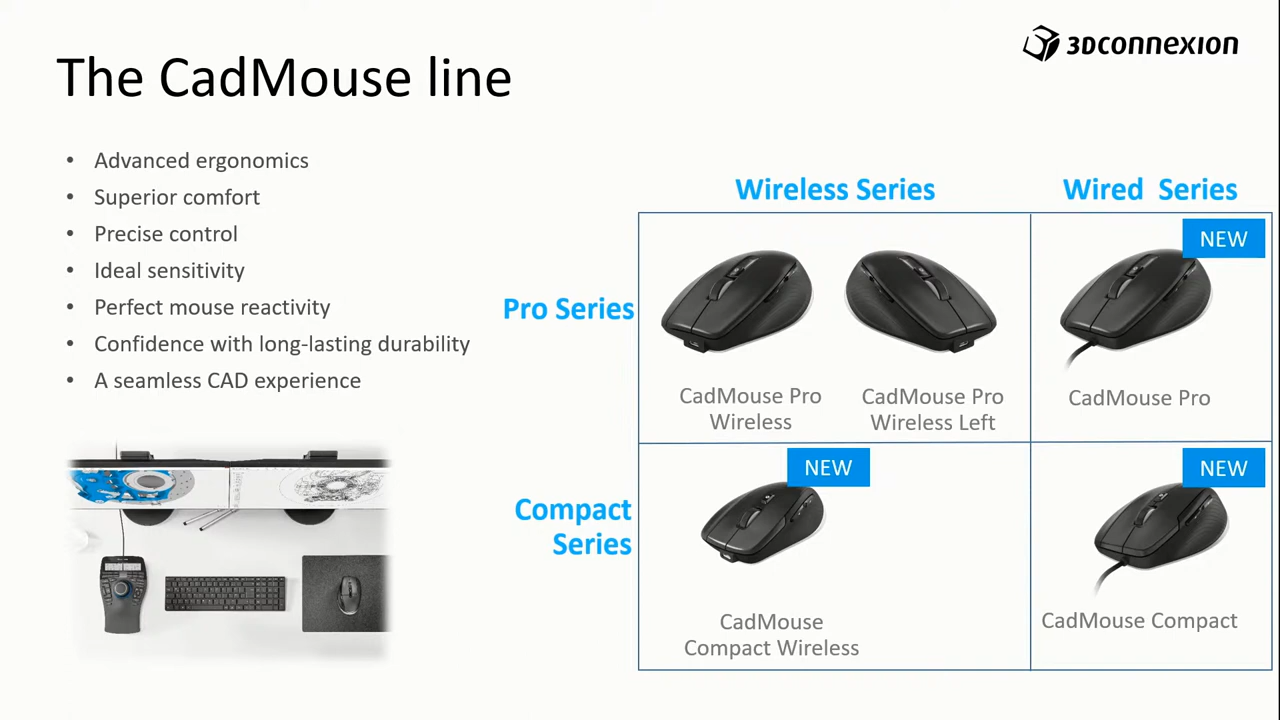 3DCONNEXION
The CadMouse line
• Advanced ergonomics
• Superior comfort
• Precise control
• Ideal sensitivity
• Perfect mouse reactivity
• Confidence with long-lasting durability
• A seamless CAD experience
Wireless Series
Wired Series
NEW
Pro Series
CadMouse Pro
Wireless
CadMouse Pro
Wireless Left
CadMouse Pro
NEW
NEW
Compact
Series
CadMouse
Compact Wireless
CadMouse Compact